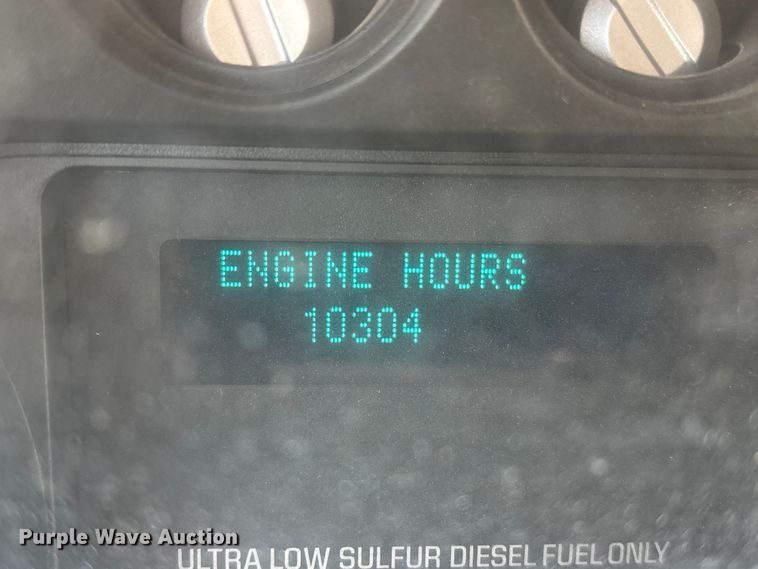 ENGINE HOURS
10304
Purple Wave Auction
ULTRA LOW SULFUR DIESEL FUEL ONLY